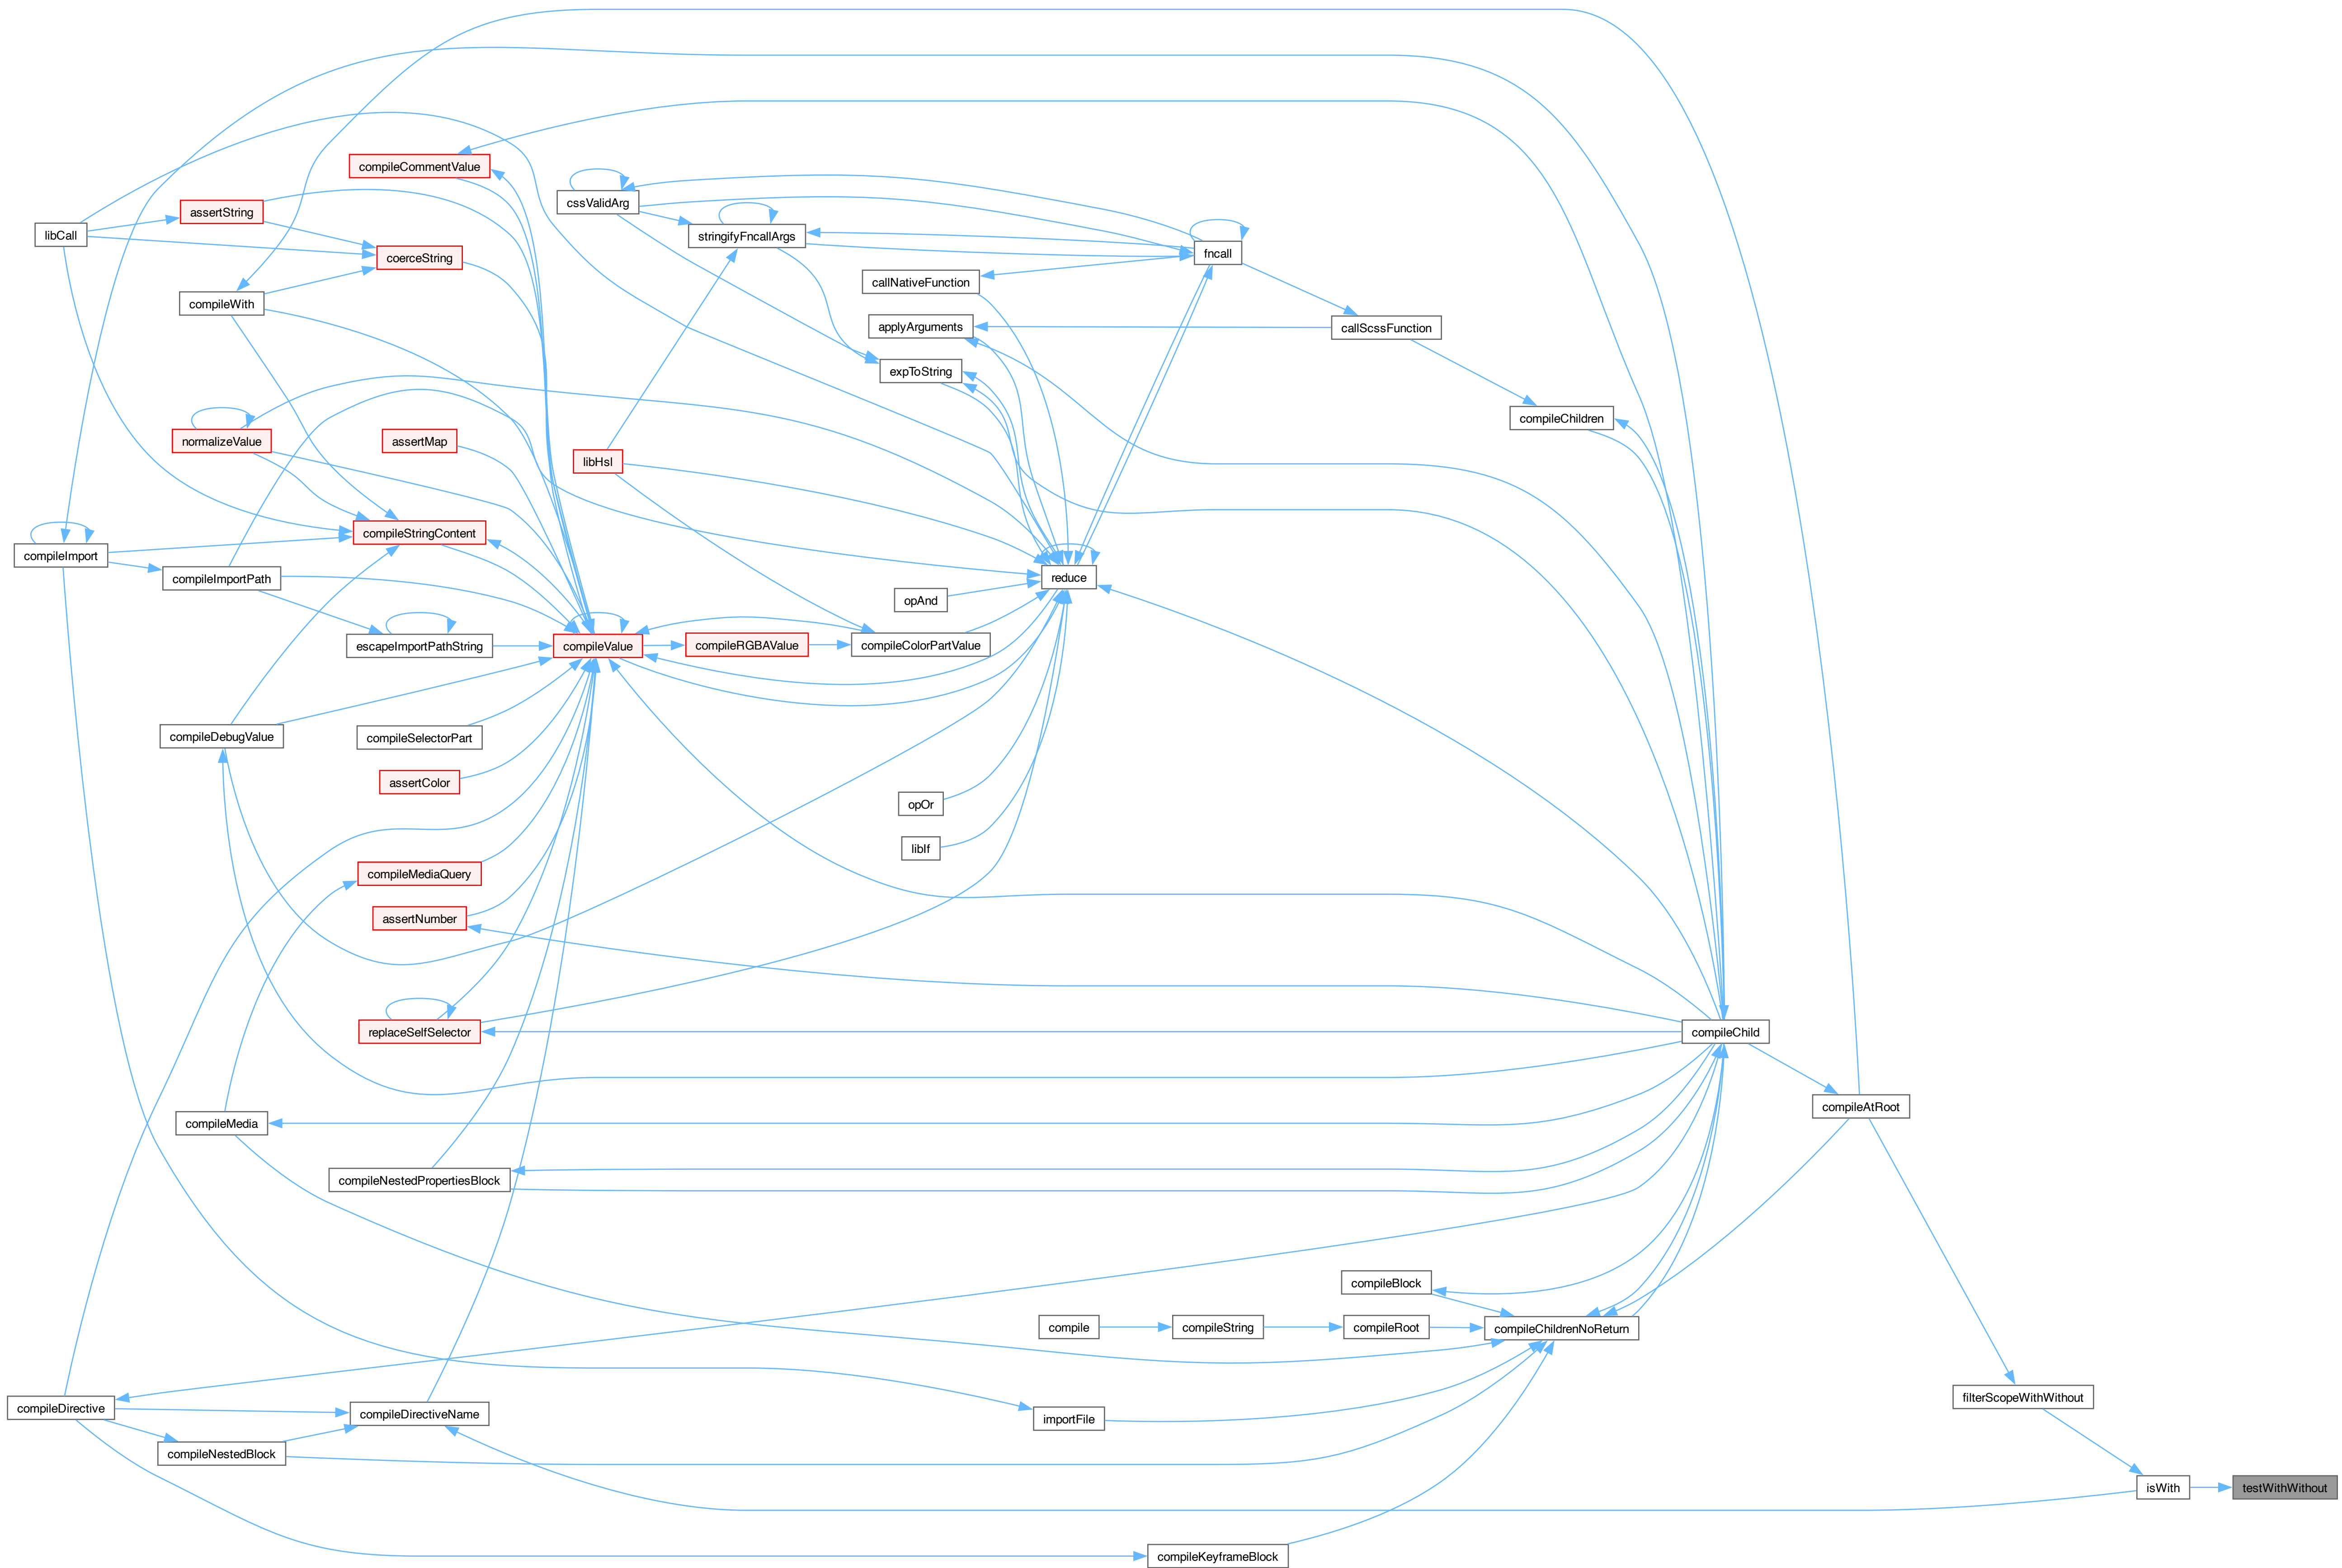 compileCommentValue
cssValidArg
assertString
libCall
stringifyFncallArgs
fncall
coerceString
callNativeFunction
compileWith
applyArguments
callScssFunction
expToString
compileChildren
normalizeValue
assertMap
libHsl
compileStringContent
compileImport
compileImportPath
reduce
opAnd
escapeImportPathString
compileValue
compileRGBAValue
compileColorPartValue
compileDebugValue
compileSelectorPart
assertColor
opOr
libIf
compileMediaQuery
assertNumber
replaceSelfSelector
compileChild
compileAtRoot
compileMedia
compileNestedPropertiesBlock
compileBlock
compile
compileString
compileRoot
compileChildrenNoReturn
filterScopeWithWithout
compileDirective
compileDirectiveName
importFile
compileNestedBlock
isWith
testWithWithout
compileKeyframeBlock